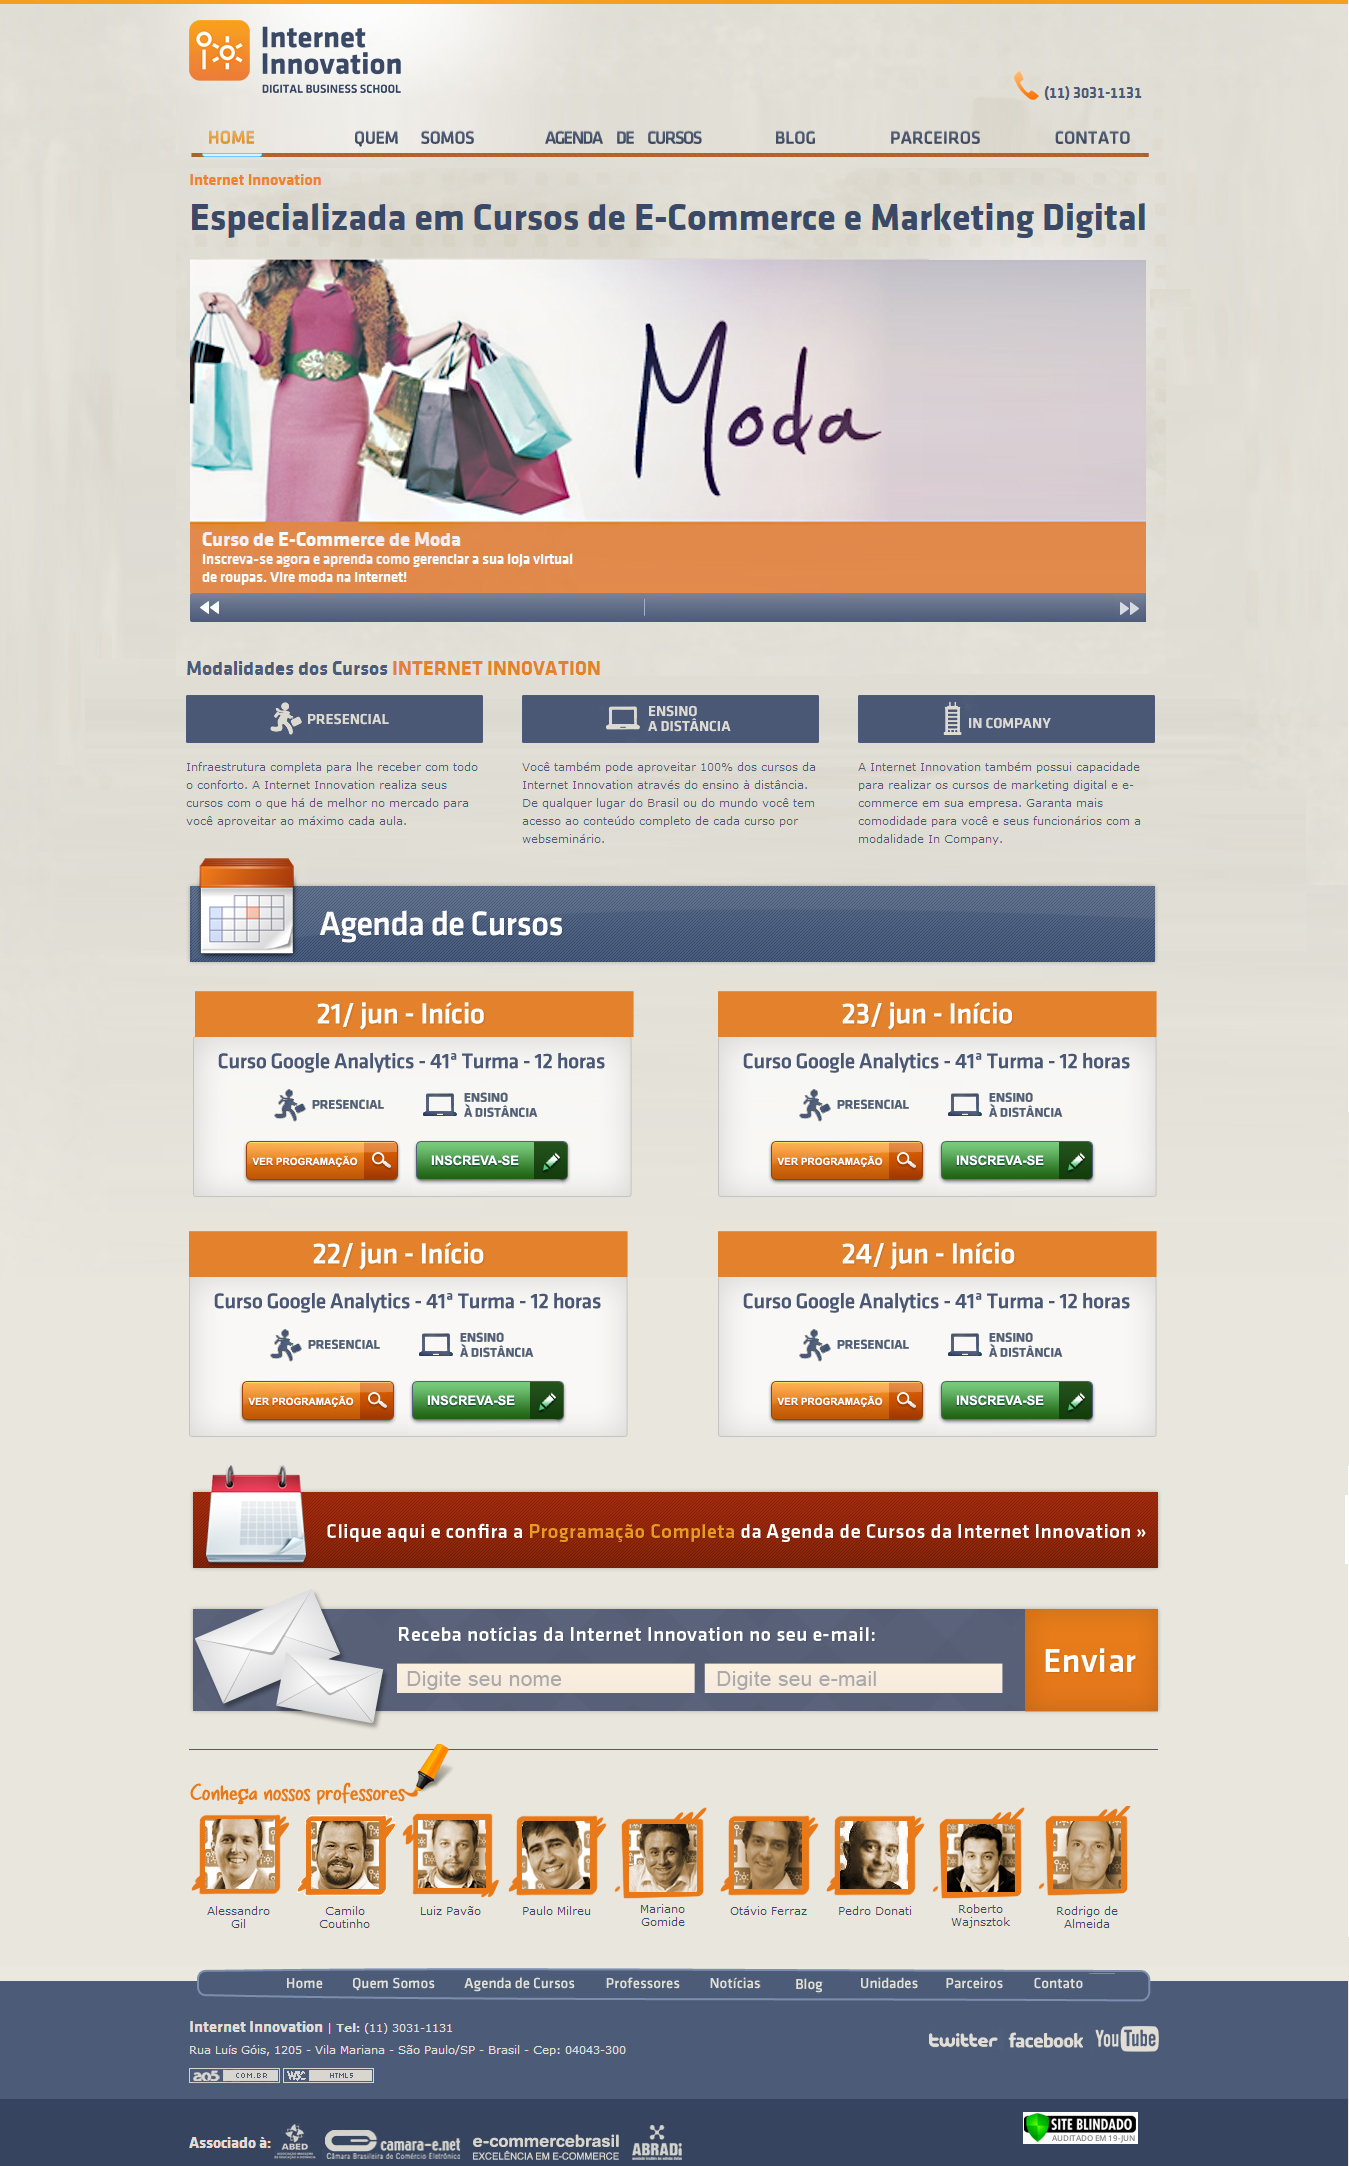 Internet
Innovation
DIGITAL BUSINESS SCHOOL
(11) 3031-1131
HOME QUEM SOMOS AGENDA DE CURSOS BLOG PARCEIROS CONTATO
Internet Innovation
Especializada em Cursos de E-Commerce e Marketing Digital
Moda
Curso de E-Commerce de Moda
Inscreva-se agora e aprenda como gerenciar a sua loja virtual
de roupas. Vire moda na Internet!
Modalidades dos Cursos INTERNET INNOVATION
PRESENCIAL
Infraestrutura completa para lhe receber com todo
o conforto. A Internet Innovation realiza seus
cursos com o que há de melhor no mercado para
você aproveitar ao máximo cada aula.
ENSINO
A DISTÂNCIA
Você também pode aproveitar 100% dos cursos da
Internet Innovation através do ensino à distância.
De qualquer lugar do Brasil ou do mundo você tem
acesso ao conteúdo completo de cada curso por
webseminário.
IN COMPANY
A Internet Innovation também possui capacidade
para realizar os cursos de marketing digital e e-
commerce em sua empresa. Garanta mais
comodidade para você e seus funcionários com a
modalidade In Company.
Agenda de Cursos
21/ jun - Início
Curso Google Analytics - 41ª Turma - 12 horas
PRESENCIAL
ENSINO
À DISTÂNCIA
VER PROGRAMAÇÃO
INSCREVA-SE
23/ jun - Início
Curso Google Analytics - 41ª Turma - 12 horas
PRESENCIAL
ENSINO
À DISTÂNCIA
VER PROGRAMAÇÃO
INSCREVA-SE
22/ jun - Início
Curso Google Analytics - 41ª Turma - 12 horas
PRESENCIAL
ENSINO
À DISTÂNCIA
VER PROGRAMAÇÃO
INSCREVA-SE
24/ jun - Início
Curso Google Analytics - 41ª Turma - 12 horas
PRESENCIAL
ENSINO
À DISTÂNCIA
VER PROGRAMAÇÃO
INSCREVA-SE
Clique aqui e confira a Programação Completa da Agenda de Cursos da Internet Innovation »
Receba notícias da Internet Innovation no seu e-mail:
Digite seu nome
Digite seu e-mail
Enviar
Conheça nossos professores
Alessandro
Gil
Camilo
Coutinho
Luiz Pavão
Paulo Milreu
Mariano
Gomide
Otávio Ferraz
Pedro Donati
Roberto
Wajnsztok
Rodrigo de
Almeida
Home Quem Somos Agenda de Cursos Professores Notícias Blog Unidades Parceiros Contato
Internet Innovation | Tel: (11) 3031-1131
Rua Luís Góis, 1205 - Vila Mariana - São Paulo/SP - Brasil - Cep: 04043-300
ao5 COM.BR
W3C HTML5
twitter facebook YouTube
Associado à:
ABED
camara-e.net
Câmara Brasileira de Comércio Eletrônico
e-commercebrasil
EXCELÊNCIA EM E-COMMERCE
ABRADi
SITE BLINDADO
AUDITADO EM 19-JUN